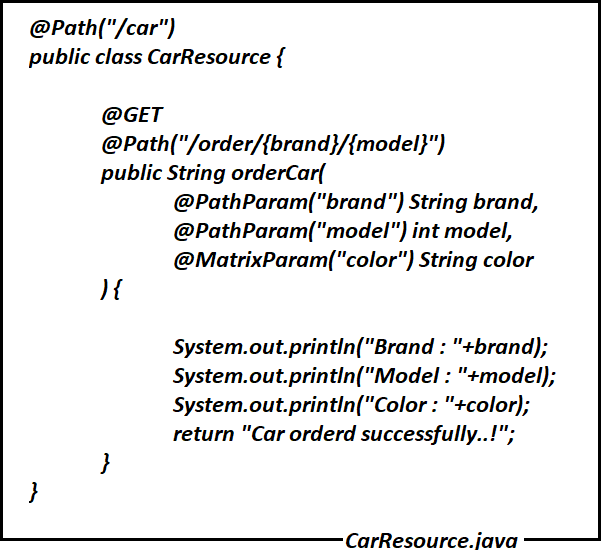 @Path("/car")
public class CarResource {
@GET
@Path("/order/{brand}/{model}")
public String orderCar(
@PathParam("brand") String brand,
@PathParam("model") int model,
@MatrixParam("color") String color
) {
System.out.println("Brand : "+brand);
System.out.println("Model : "+model);
System.out.println("Color : "+color);
return "Car orderd successfully..!";
}
}
CarResource.java